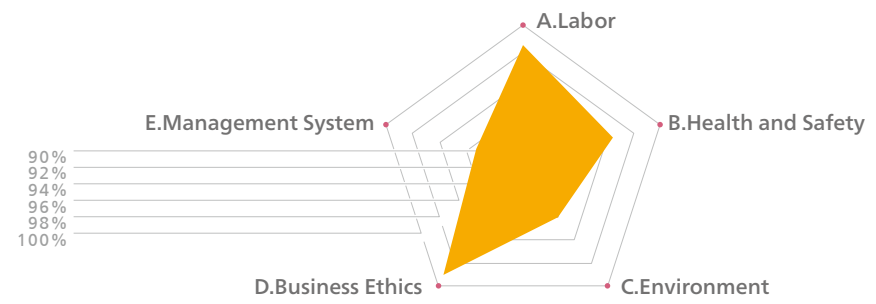 A.Labor
E.Management System
B.Health and Safety
90%
92%
94%
96%
98%
100%
D.Business Ethics
C.Environment